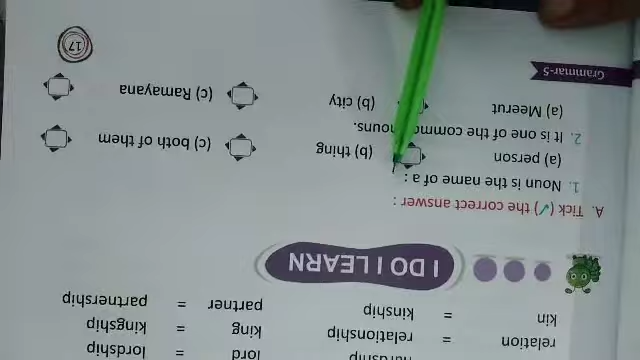 lord = lordship
relation = relationship king = kingship
kin = kinship partner = partnership
I DO I LEARN
A. Tick (✓) the correct answer :
1. Noun is the name of a :
(a) person (b) thing (c) both of them
2. It is one of the common nouns.
(a) Meerut (b) city (c) Ramayana
Grammar-5
17